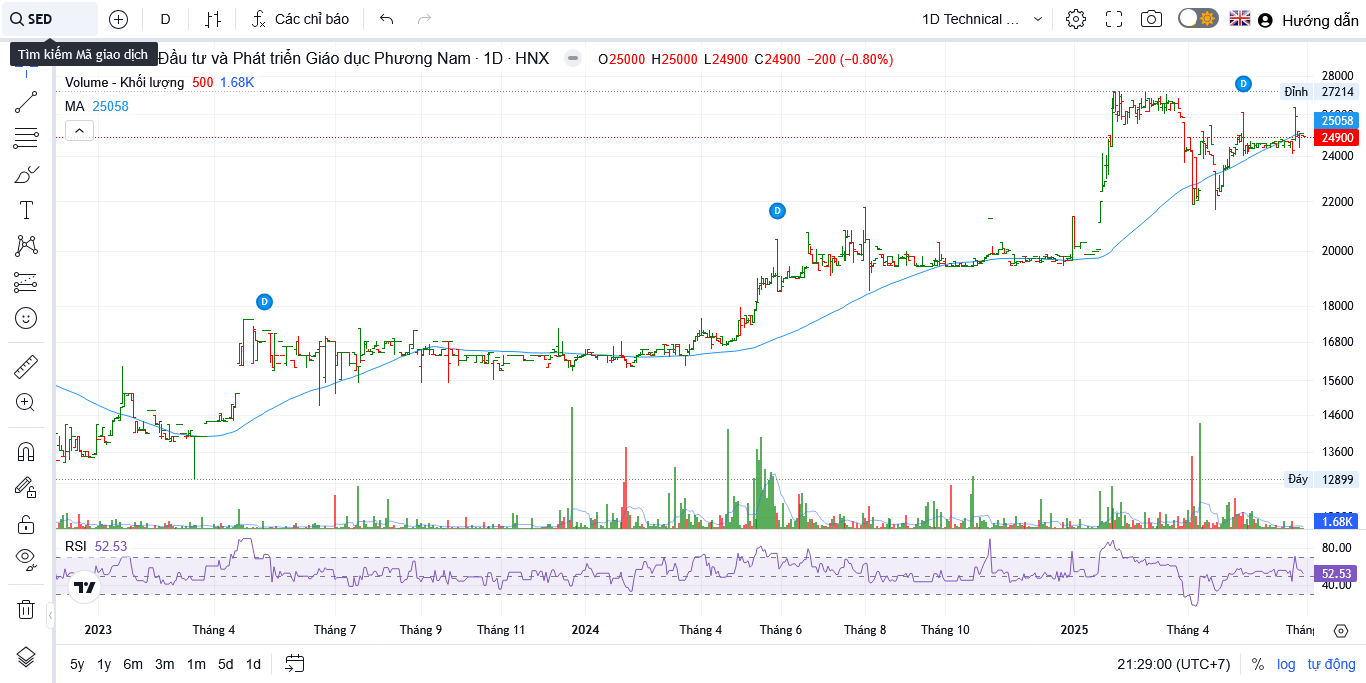 SED D Các chỉ báo 1D Technical ... Hướng dẫn
Tìm kiếm Mã giao dịch Đầu tư và Phát triển Giáo dục Phương Nam · 1D · HNX O25000 H25000 L24900 C24900 −200 (−0.80%)
Volume - Khối lượng 500 1.68K
MA 25058
D
28000
Đỉnh 27214
25058
24900
24000
22000
D
20000
D
18000
16800
15600
14600
13600
Đáy 12899
1.68K
RSI 52.53
80.00
52.53
40.00
2023 Tháng 4 Tháng 7 Tháng 9 Tháng 11 2024 Tháng 4 Tháng 6 Tháng 8 Tháng 10 2025 Tháng 4
5y 1y 6m 3m 1m 5d 1d 21:29:00 (UTC+7) % log tự động